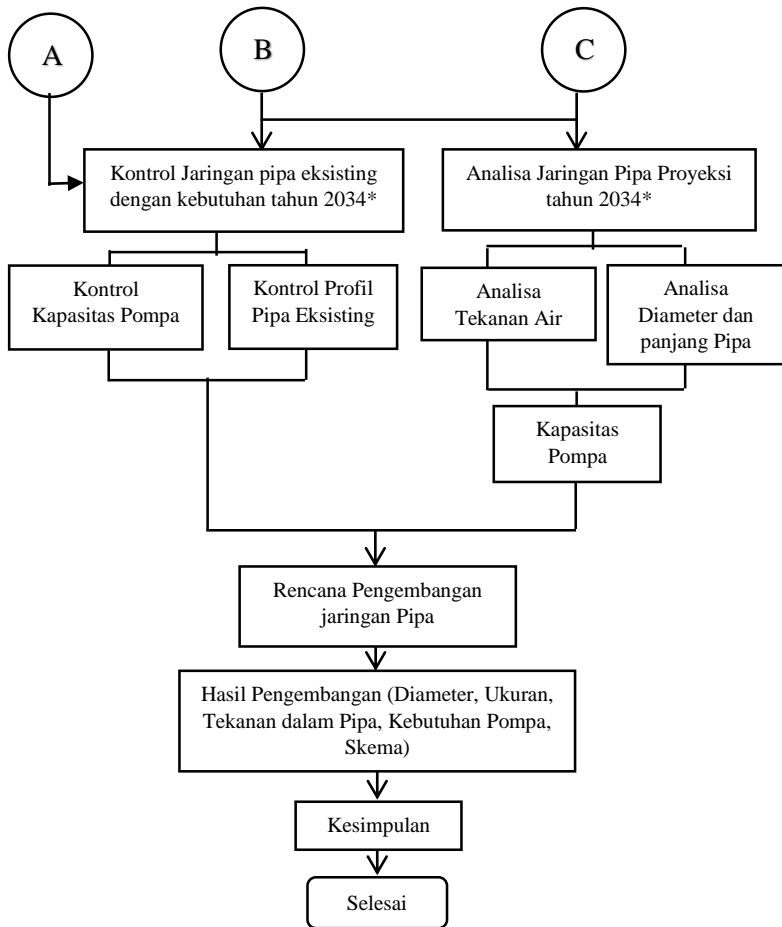 A
B
C
Kontrol Jaringan pipa eksisting
dengan kebutuhan tahun 2034*
Analisa Jaringan Pipa Proyeksi
tahun 2034*
Kontrol
Kapasitas Pompa
Kontrol Profil
Pipa Eksisting
Analisa
Tekanan Air
Analisa
Diameter dan
panjang Pipa
Kapasitas
Pompa
Rencana Pengembangan
jaringan Pipa
Hasil Pengembangan (Diameter, Ukuran,
Tekanan dalam Pipa, Kebutuhan Pompa,
Skema)
Kesimpulan
Selesai